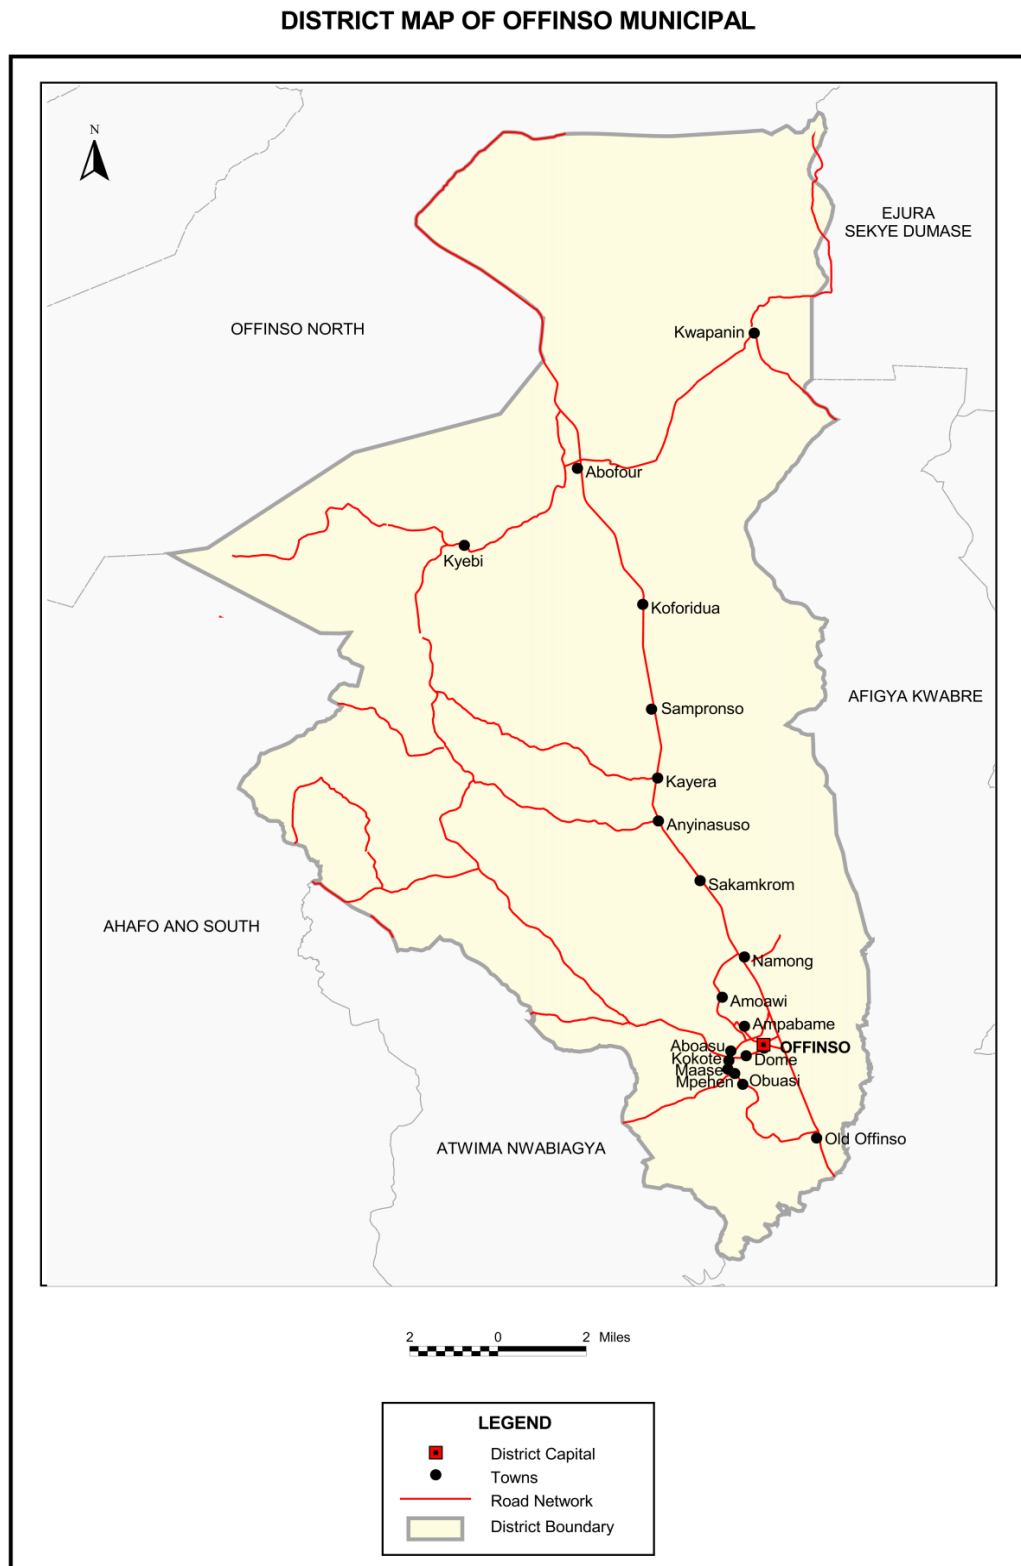 DISTRICT MAP OF OFFINSO MUNICIPAL
N
EJURA
SEKYE DUMASE
OFFINSO NORTH
Kwapanin
Abofour
Kyebi
Koforidua
AFIGYA KWABRE
Sampronso
Kayera
Anyinasuso
Sakamkrom
AHAFO ANO SOUTH
Namong
Amoawi
Ampabame
Aboasu
OFFINSO
Kokote
Dome
Maase
Mpehen
Obuasi
Old Offinso
ATWIMA NWABIAGYA
2 0 2 Miles
LEGEND
District Capital
Towns
Road Network
District Boundary